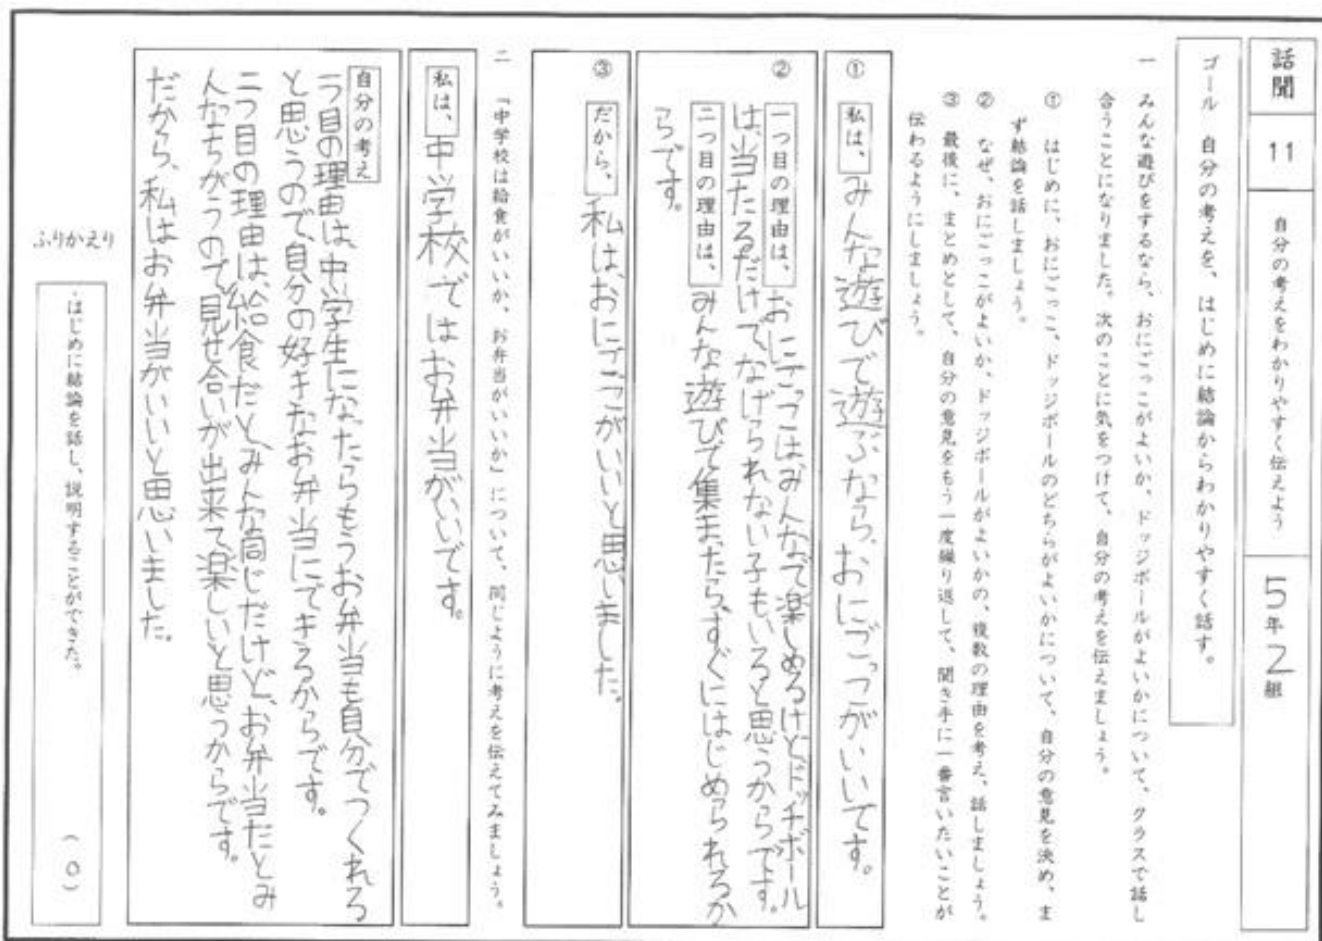 話聞
11
自分の考えをわかりやすく伝えよう
5年2組
ゴール 自分の考えを、はじめに結論からわかりやすく話す。
一 みんな遊びをするなら、おにごっこがよいか、ドッジボールがよいかについて、クラスで話し
合うことになりました。次のことに気をつけて、自分の考えを伝えましょう。
① はじめに、おにごっこ、ドッジボールのどちらがよいかについて、自分の意見を決め、ま
ず結論を話しましょう。
② なぜ、おにごっこがよいか、ドッジボールがよいかの、複数の理由を考え、話しましょう。
③ 最後に、まとめとして、自分の意見をもう一度繰り返して、聞き手に一番言いたいことが
伝わるようにしましょう。
① 私は、みんな遊びで遊ぶなら、おにごっこがいいです。
② 一つ目の理由は、おにごっこはみんなで楽しめるけどドッチボール
は、当たるだけでなげられない子もいると思うからです。
二つ目の理由は、みんな遊びで集まったら、すぐにはじめられるか
らです。
③ だから、私は、おにごっこがいいと思いました。
二 「中学校は給食がいいか、お弁当がいいか」について、同じように考えを伝えてみましょう。
私は、中学校ではお弁当がいいです。
自分の考え
一つ目の理由は、中学生になったらもうお弁当も自分でつくれる
と思うので、自分の好きなお弁当にできるからです。
二つ目の理由は、給食だと、みんな同じだけど、お弁当だとみ
んなちがうので、見せ合いが出来て楽しいと思うからです。
だから、私はお弁当がいいと思いました。
ふりかえり
・はじめに結論を話し、説明することができた。
(○)